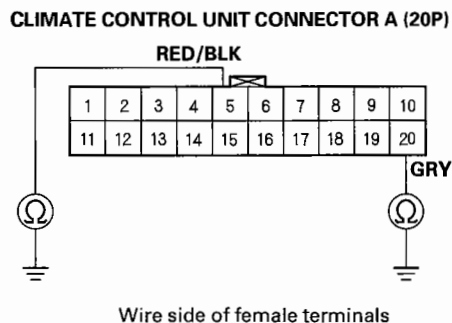 CLIMATE CONTROL UNIT CONNECTOR A (20P)
RED/BLK
1 2 3 4 5 6 7 8 9 10
11 12 13 14 15 16 17 18 19 20
GRY
Ω Ω
Wire side of female terminals